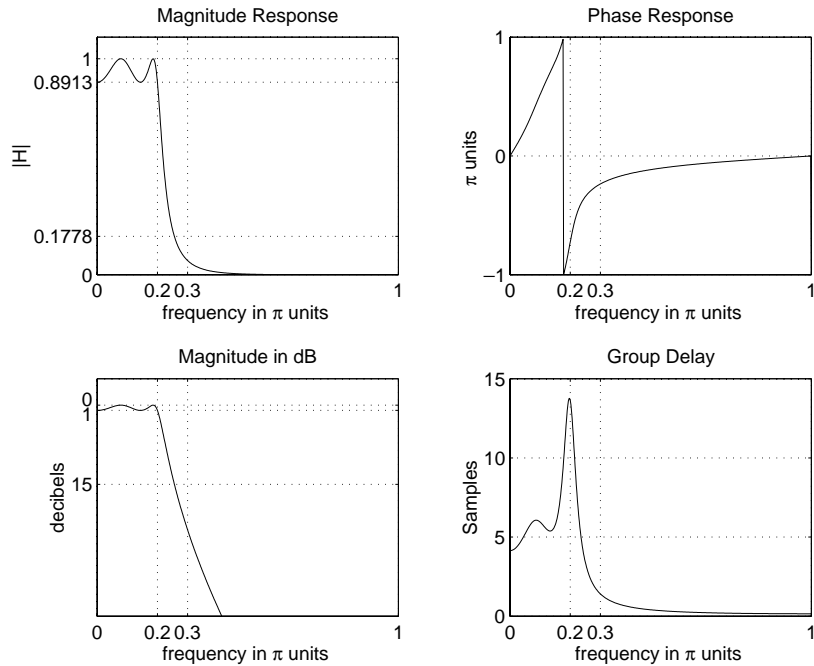 Magnitude Response
1
0.8913
|H|
0.1778
0
0
0.2
0.3
1
frequency in π units
Phase Response
1
π units
0
−1
0
0.2
0.3
1
frequency in π units
Magnitude in dB
0
1
decibels
15
0
0.2
0.3
1
frequency in π units
Group Delay
15
10
Samples
5
0
0
0.2
0.3
1
frequency in π units